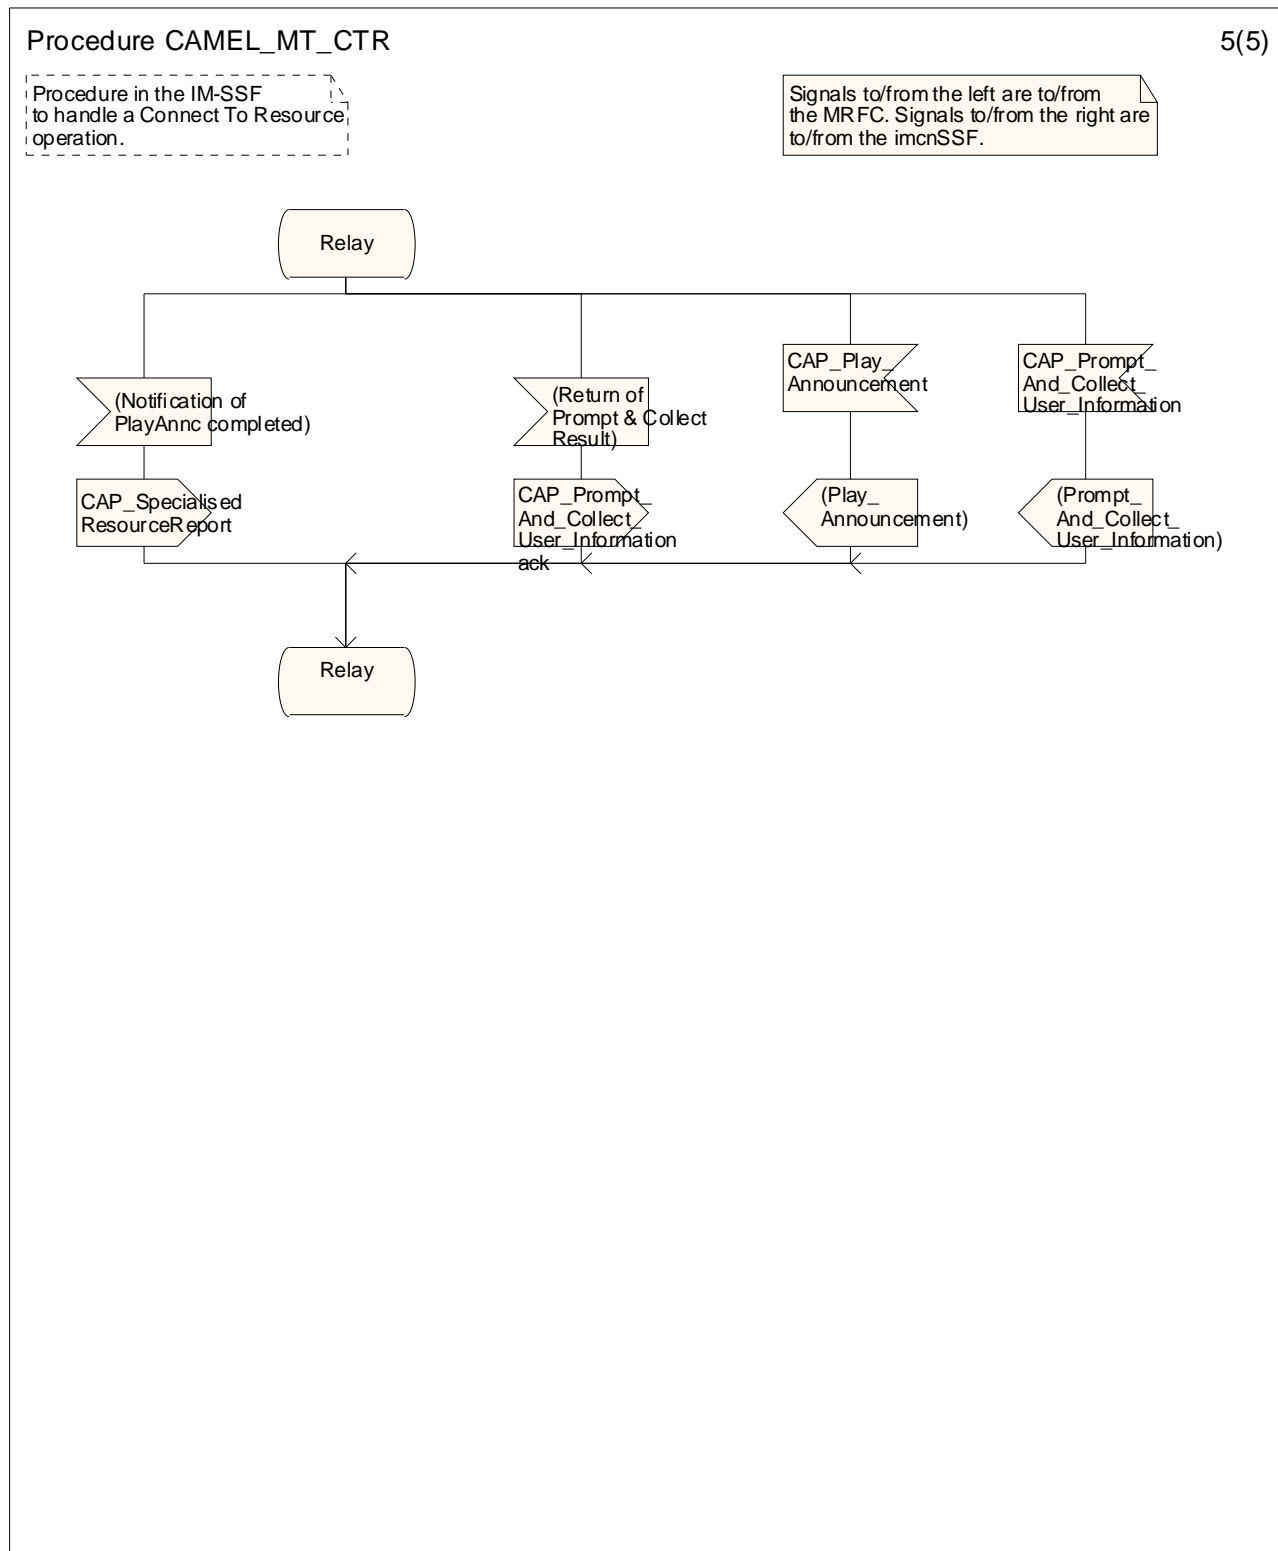 Procedure CAMEL_MT_CTR
5(5)
Procedure in the IM-SSF
to handle a Connect To Resource
operation.
Signals to/from the left are to/from
the MRFC. Signals to/from the right are
to/from the imcnSSF.
Relay
(Notification of
PlayAnnc completed)
(Return of
Prompt & Collect
Result)
CAP_Play_
Announcement
CAP_Prompt_
And_Collect_
User_Information
CAP_Specialised
ResourceReport
CAP_Prompt_
And_Collect_
User_Information
ack
(Play_
Announcement)
(Prompt_
And_Collect_
User_Information)
Relay